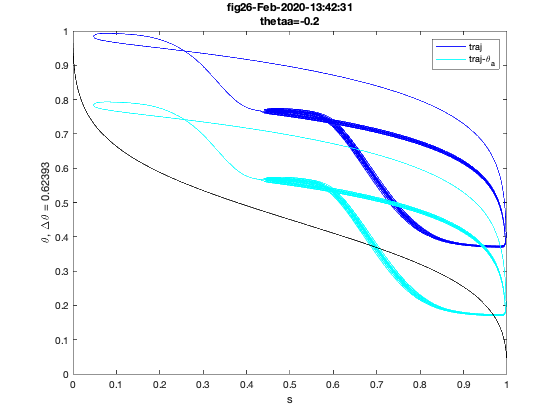 fig26-Feb-2020-13:42:31
thetaa=-0.2
traj
traj-θa
θ, Δ θ = 0.62393
1
0.9
0.8
0.7
0.6
0.5
0.4
0.3
0.2
0.1
0
0 0.1 0.2 0.3 0.4 0.5 0.6 0.7 0.8 0.9 1
s